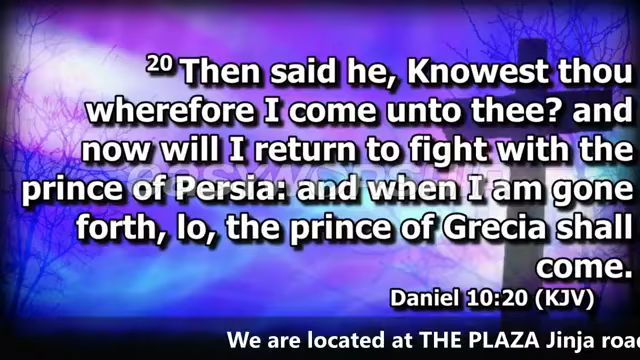 20 Then said he, Knowest thou
wherefore I come unto thee? and
now will I return to fight with the
prince of Persia: and when I am gone
forth, lo, the prince of Grecia shall
come.
Daniel 10:20 (KJV)
We are located at THE PLAZA Jinja road